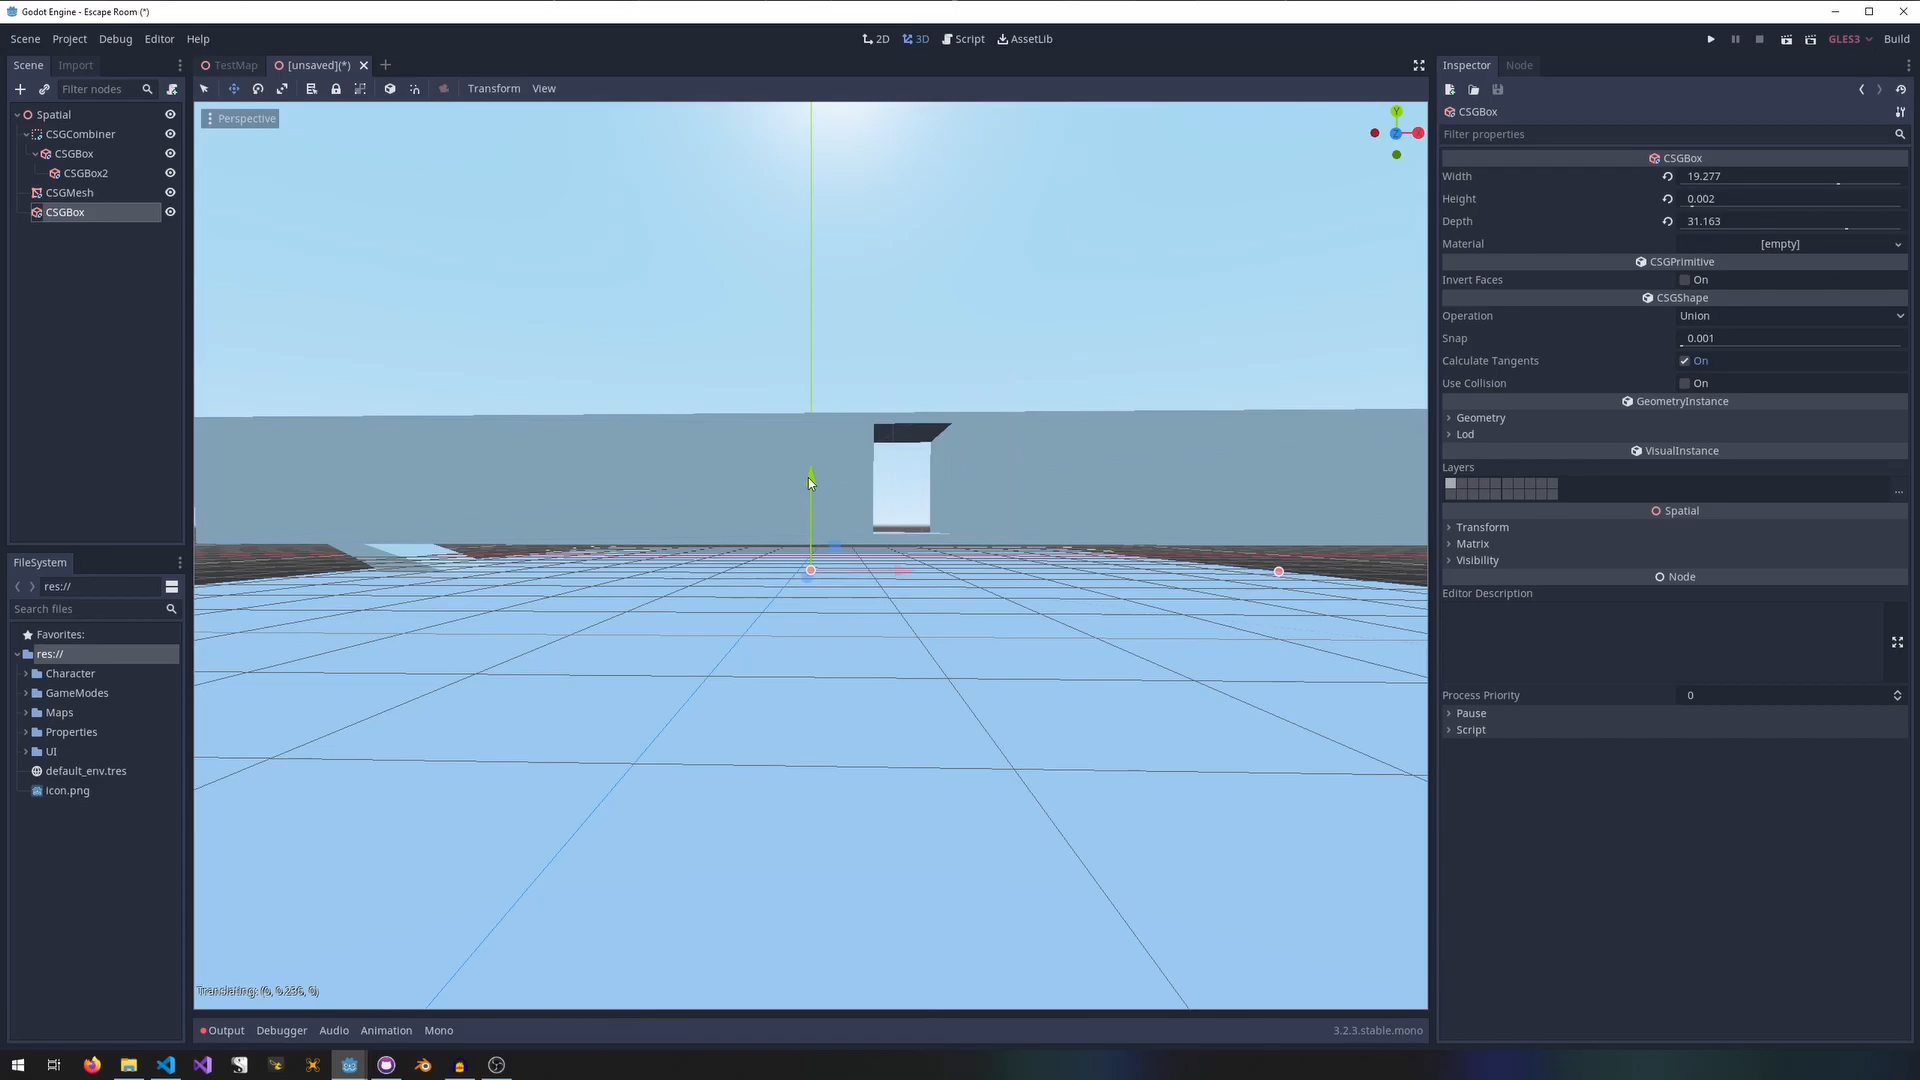 Godot Engine - Escape Room (*)
Scene Project Debug Editor Help
2D 3D Script AssetLib
GLES3 Build
Scene Import
TestMap [unsaved](*)
Inspector Node
Filter nodes
Transform View
Spatial
CSGCombiner
CSGBox
CSGBox2
CSGMesh
CSGBox
Perspective
Y
X
Z
CSGBox
Filter properties
CSGBox
Width 19.277
Height 0.002
Depth 31.163
Material [empty]
CSGPrimitive
Invert Faces On
CSGShape
Operation Union
Snap 0.001
Calculate Tangents On
Use Collision On
GeometryInstance
Geometry
Lod
VisualInstance
Layers
...
Spatial
Transform
Matrix
Visibility
Node
Editor Description
Process Priority 0
Pause
Script
FileSystem
res://
Search files
Favorites:
res://
Character
GameModes
Maps
Properties
UI
default_env.tres
icon.png
Translating: (0, 0.236, 0)
Output Debugger Audio Animation Mono
3.2.3.stable.mono